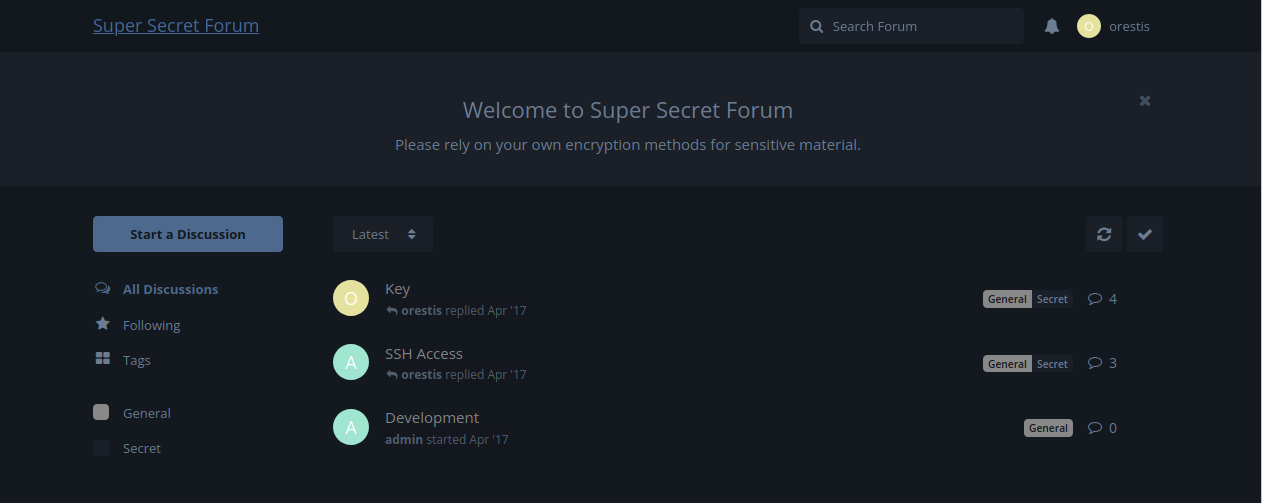 Super Secret Forum
Search Forum
O
orestis
Welcome to Super Secret Forum
Please rely on your own encryption methods for sensitive material.
Start a Discussion
Latest
All Discussions
Following
Tags
General
Secret
O
Key
orestis replied Apr '17
General Secret
4
A
SSH Access
orestis replied Apr '17
General Secret
3
A
Development
admin started Apr '17
General
0